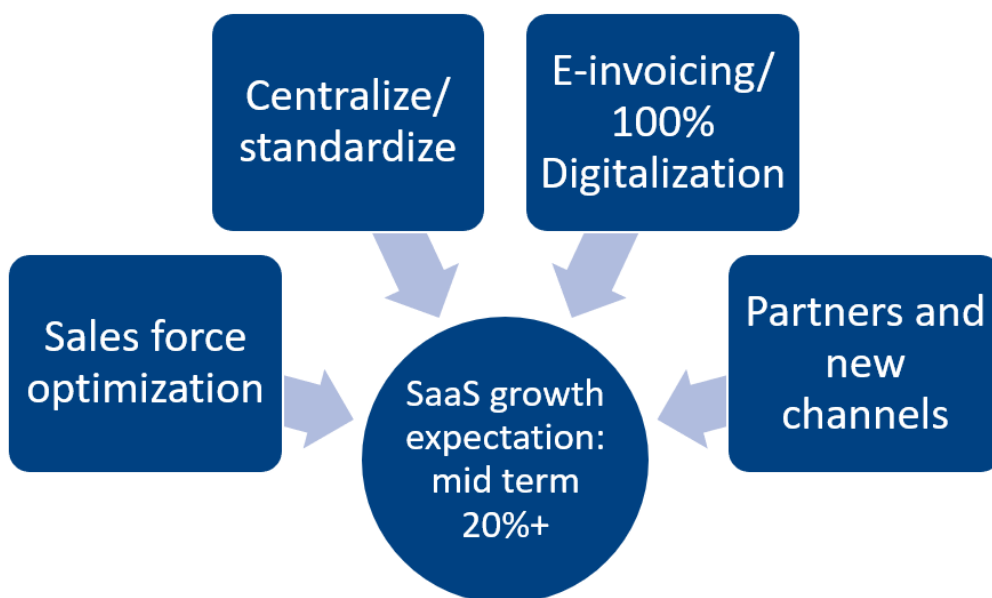 Sales force
optimization
Centralize/
standardize
E-invoicing/
100%
Digitalization
Partners and
new
channels
SaaS growth
expectation:
mid term
20%+